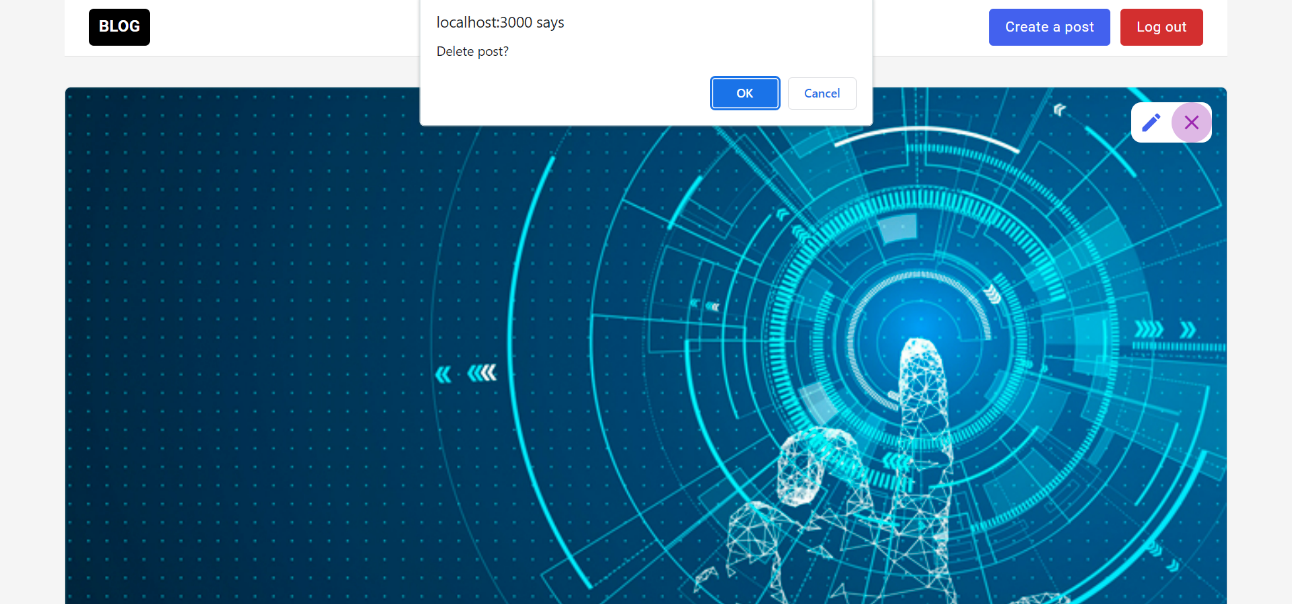 BLOG
localhost:3000 says
Delete post?
OK
Cancel
Create a post
Log out